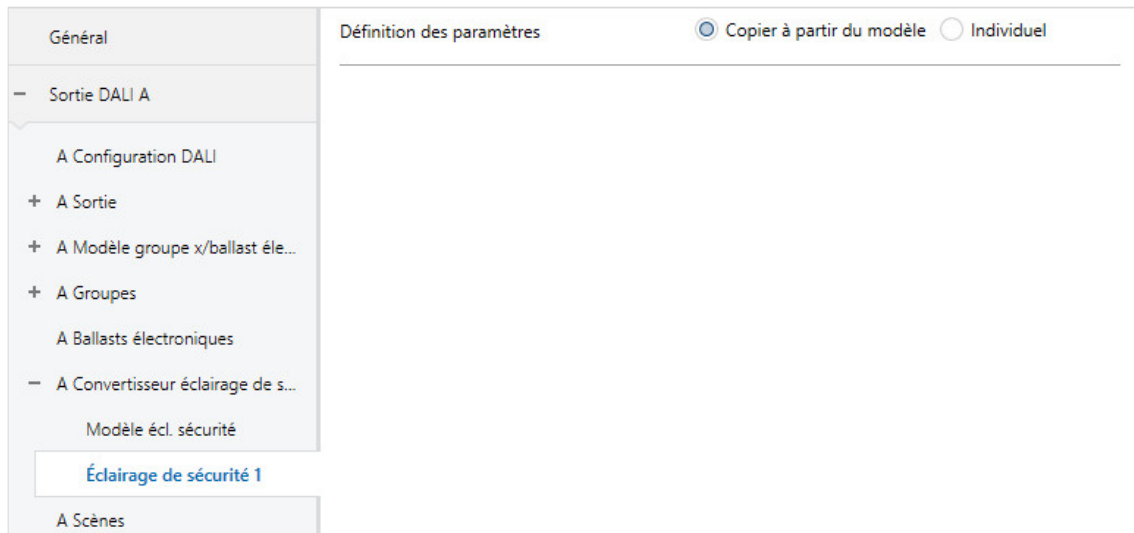 Général
Définition des paramètres
Copier à partir du modèle
Individuel
Sortie DALI A
A Configuration DALI
A Sortie
A Modèle groupe x/ballast éle...
A Groupes
A Ballasts électroniques
A Convertisseur éclairage de s...
Modèle écl. sécurité
Éclairage de sécurité 1
A Scènes